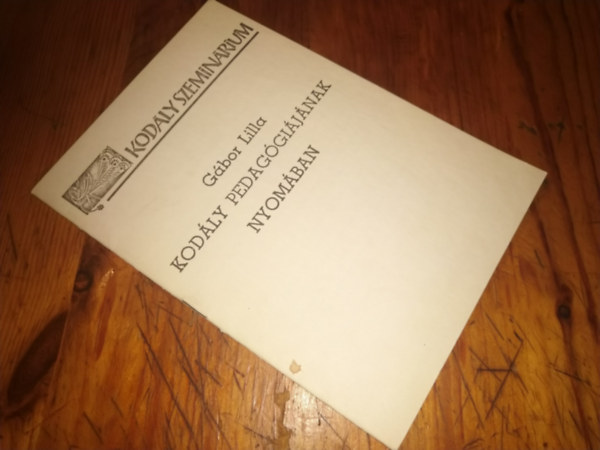 KODÁLY SZEMINÁRIUM
Gábor Lilla
KODÁLY PEDAGÓGIÁJÁNAK
NYOMÁBAN